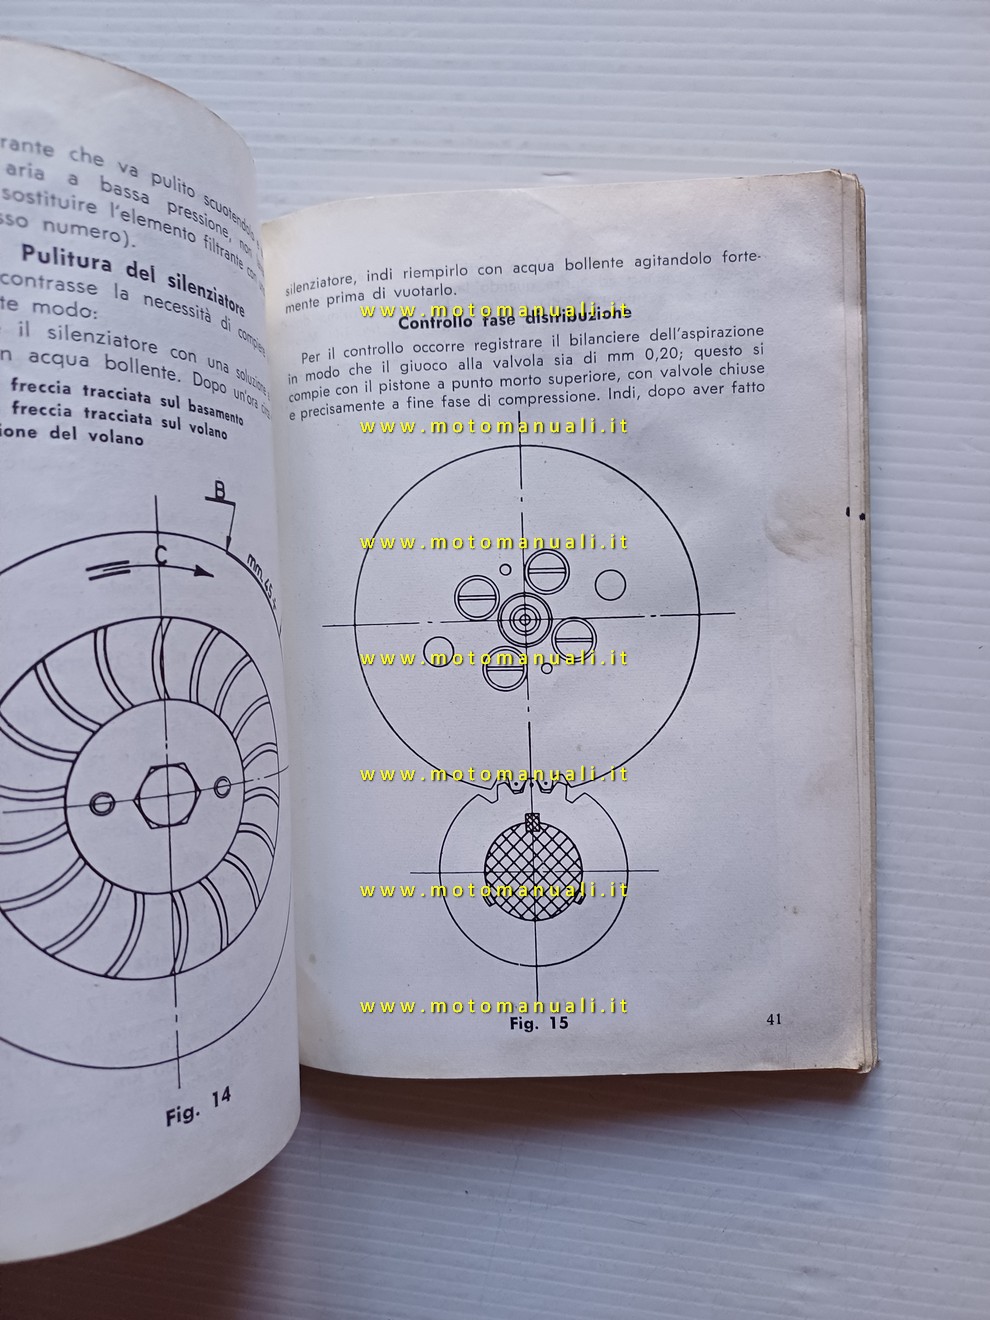 rante che va pulito scuotendolo
aria a bassa pressione, non
sostituire l'elemento filtrante con
sso numero).
Pulitura del silenziatore
contrasse la necessità di compiere
te modo:
il silenziatore con una soluzione
n acqua bollente. Dopo un'ora circa
freccia tracciata sul basamento
freccia tracciata sul volano
ione del volano
B
C
mm. 45
Fig. 14
silenziatore, indi riempirlo con acqua bollente agitandolo forte-
mente prima di vuotarlo.
www.motomanuali.it
Controllo fase distribuzione
Per il controllo occorre registrare il bilanciere dell'aspirazione
in modo che il giuoco alla valvola sia di mm 0,20; questo si
compie con il pistone a punto morto superiore, con valvole chiuse
e precisamente a fine fase di compressione. Indi, dopo aver fatto
www.motomanuali.it
www.motomanuali.it
www.motomanuali.it
www.motomanuali.it
www.motomanuali.it
www.motomanuali.it
Fig. 15
41